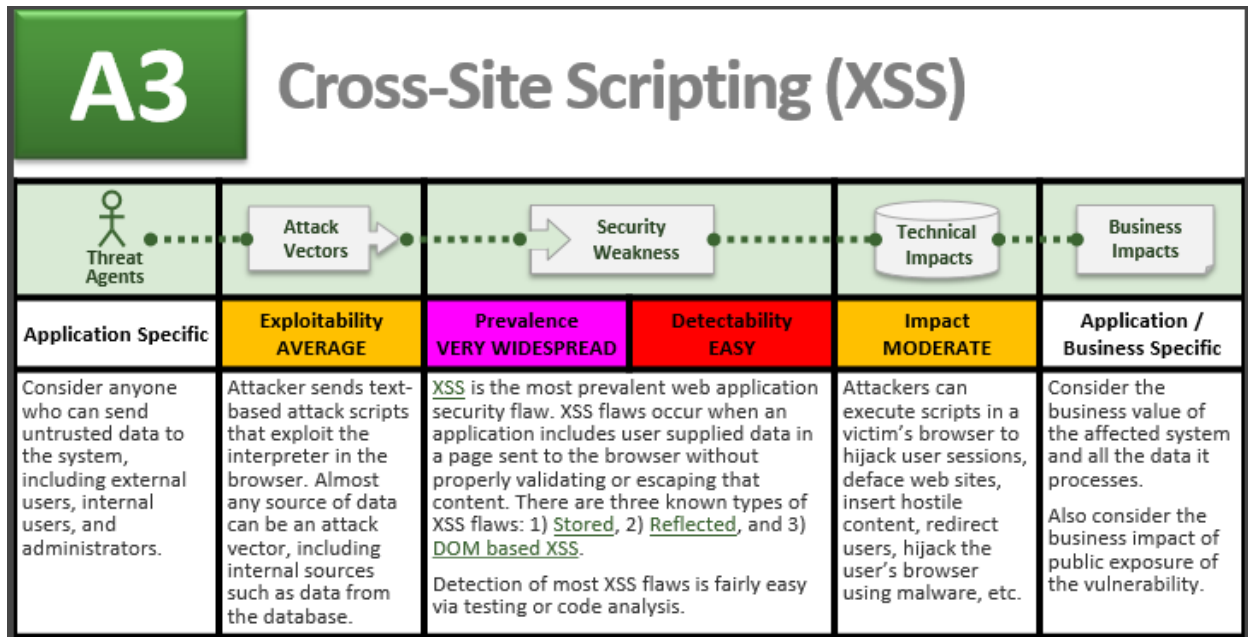 A3
Cross-Site Scripting (XSS)
Threat
Agents
Attack
Vectors
Security
Weakness
Technical
Impacts
Business
Impacts
Application Specific
Exploitability
AVERAGE
Prevalence
VERY WIDESPREAD
Detectability
EASY
Impact
MODERATE
Application /
Business Specific
Consider anyone
who can send
untrusted data to
the system,
including external
users, internal
users, and
administrators.
Attacker sends text-
based attack scripts
that exploit the
interpreter in the
browser. Almost
any source of data
can be an attack
vector, including
internal sources
such as data from
the database.
XSS is the most prevalent web application
security flaw. XSS flaws occur when an
application includes user supplied data in
a page sent to the browser without
properly validating or escaping that
content. There are three known types of
XSS flaws: 1) Stored, 2) Reflected, and 3)
DOM based XSS.
Detection of most XSS flaws is fairly easy
via testing or code analysis.
Attackers can
execute scripts in a
victim’s browser to
hijack user sessions,
deface web sites,
insert hostile
content, redirect
users, hijack the
user’s browser
using malware, etc.
Consider the
business value of
the affected system
and all the data it
processes.
Also consider the
business impact of
public exposure of
the vulnerability.